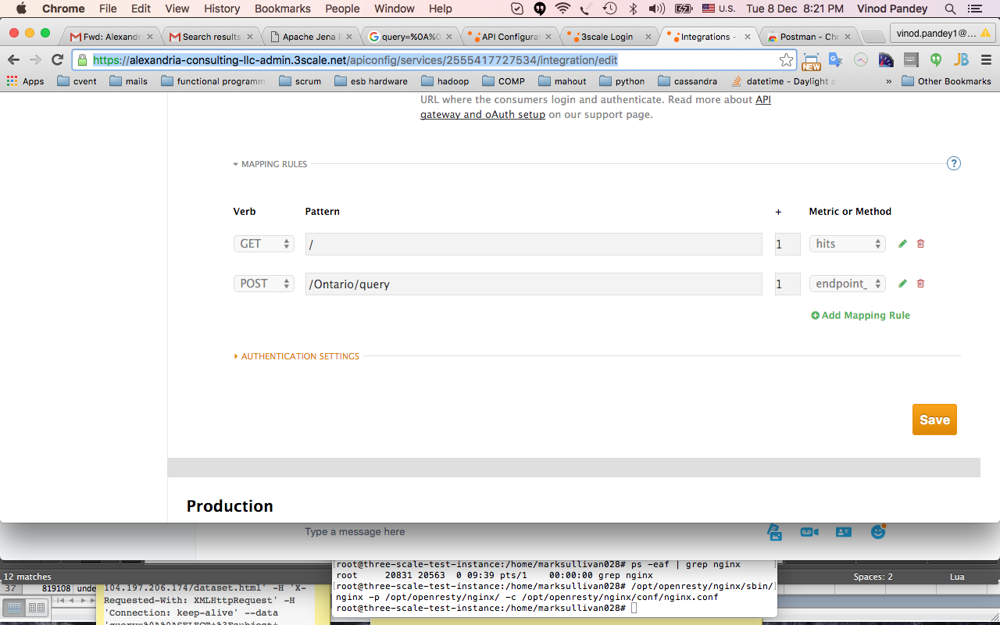 Chrome File Edit View History Bookmarks People Window Help U.S. Tue 8 Dec 8:21 PM Vinod Pandey
Fwd: Alexandr Search results Apache Jena query=%0A%0 API Configurat 3scale Login Integrations - Postman - Chr vinod.pandey1@...
https://alexandria-consulting-llc-admin.3scale.net/apiconfig/services/2555417727534/integration/edit
NEW JB
Apps cvent mails functional programm scrum esb hardware hadoop COMP mahout python cassandra datetime - Daylight s » Other Bookmarks
URL where the consumers login and authenticate. Read more about API
gateway and oAuth setup on our support page.
MAPPING RULES ?
Verb Pattern + Metric or Method
GET / 1 hits
POST /Ontario/query 1 endpoint_
Add Mapping Rule
AUTHENTICATION SETTINGS
Save
Production
Type a message here
12 matches
Spaces: 2 Lua
37 819108 unde
104.197.206.174/dataset.html' -H 'X-
Requested-With: XMLHttpRequest' -H
'Connection: keep-alive' --data
'query=%0A%0ASELECT+%3Fsubject+
[root@three-scale-test-instance:/home/marksullivan028# ps -eaf | grep nginx ]
root 20831 20563 0 09:39 pts/1 00:00:00 grep nginx
[root@three-scale-test-instance:/home/marksullivan028# /opt/openresty/nginx/sbin/]
nginx -p /opt/openresty/nginx/ -c /opt/openresty/nginx/conf/nginx.conf
root@three-scale-test-instance:/home/marksullivan028#